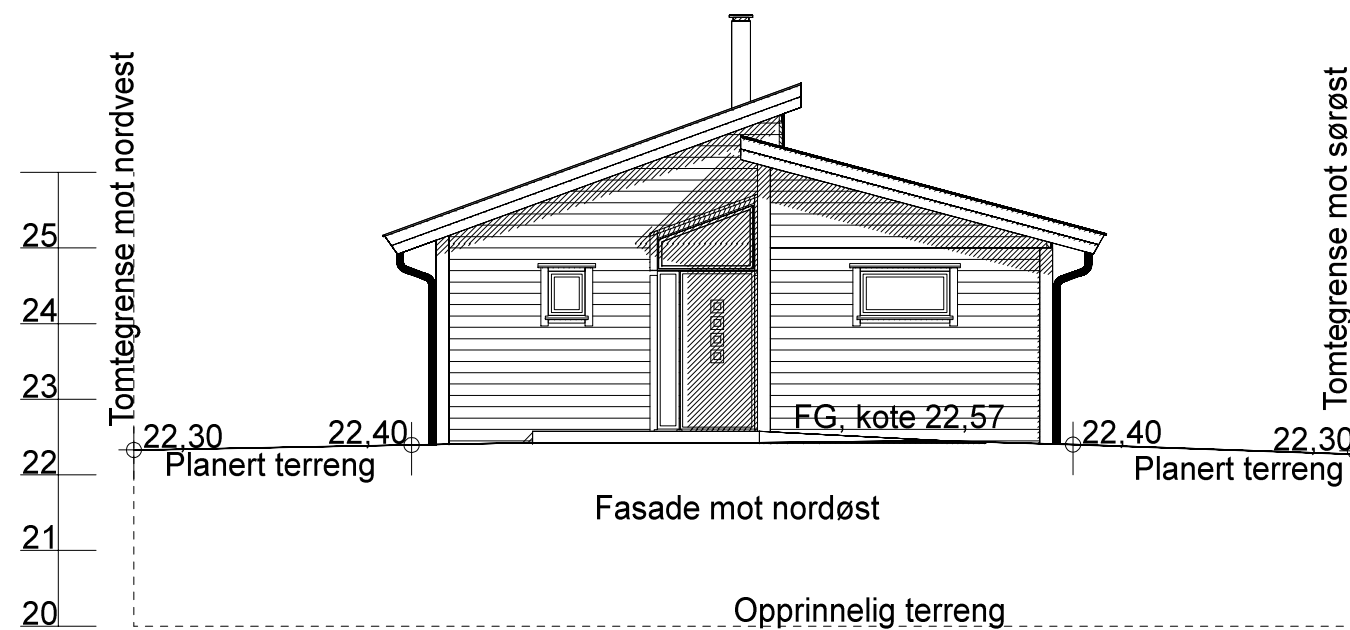 Tomtegrense mot nordvest
Tomtegrense mot sørøst
25
24
23
22
21
20
22,30
22,40
FG, kote 22,57
22,40
22,30
Planert terreng
Planert terreng
Fasade mot nordøst
Opprinnelig terreng